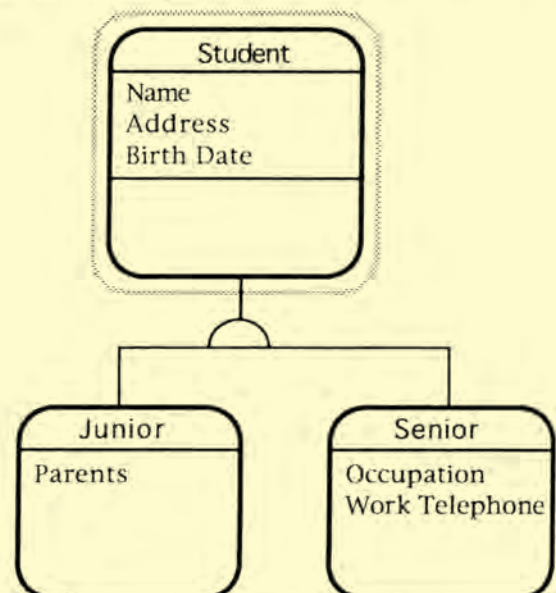 Student
Name
Address
Birth Date
Junior
Parents
Senior
Occupation
Work Telephone